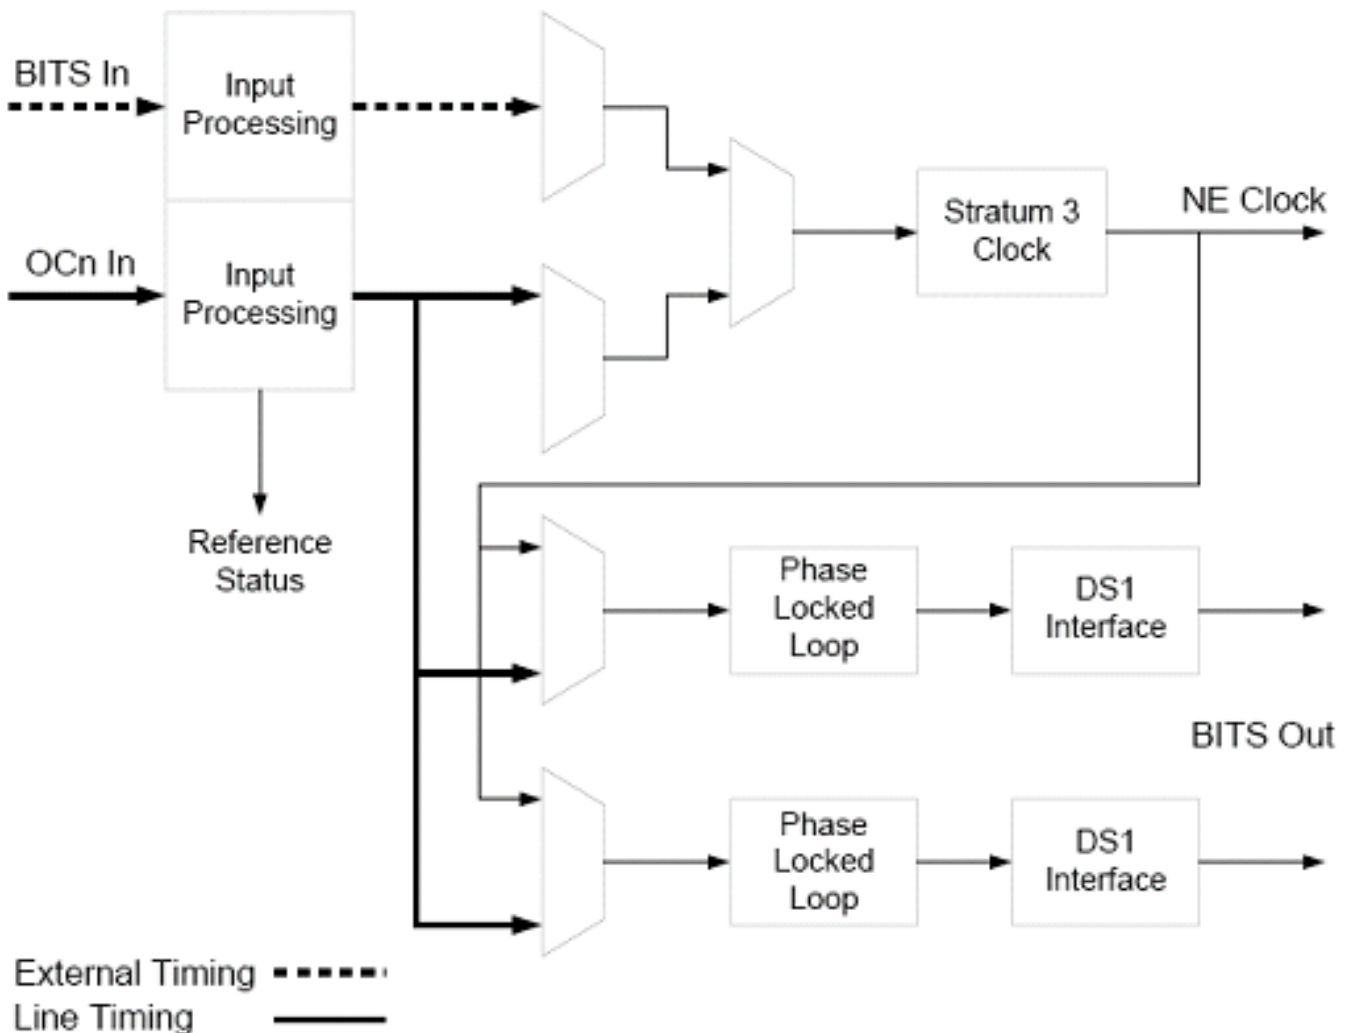 BITS In
Input
Processing
OCn In
Input
Processing
Stratum 3
Clock
NE Clock
Reference
Status
Phase
Locked
Loop
DS1
Interface
BITS Out
Phase
Locked
Loop
DS1
Interface
External Timing
Line Timing